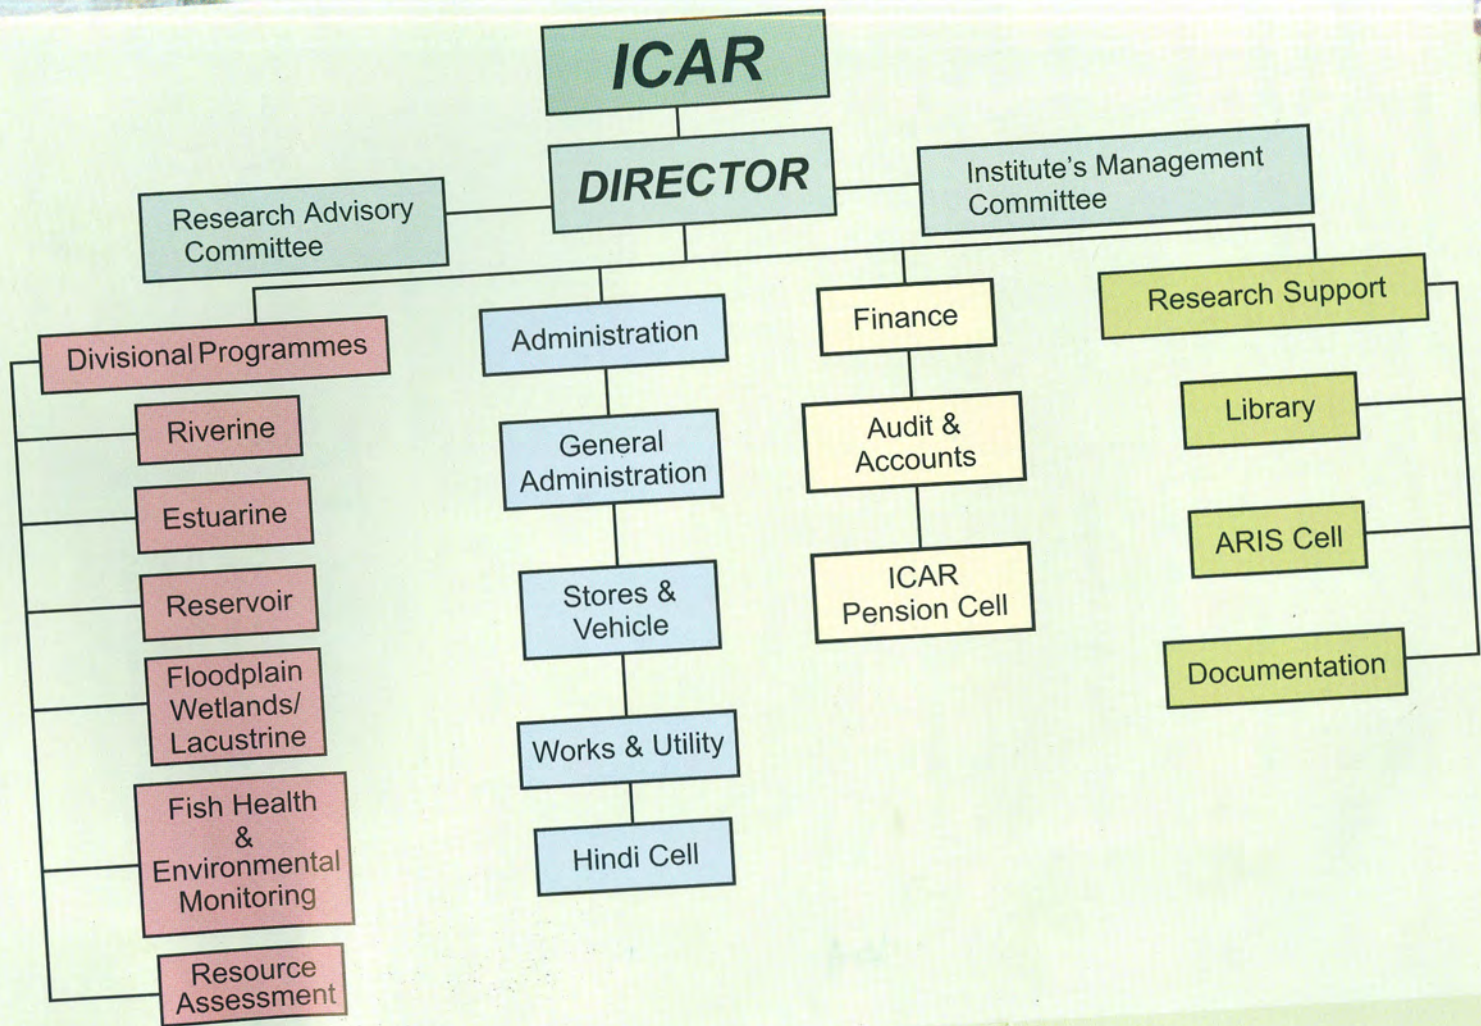 ICAR
DIRECTOR
Research Advisory
Committee
Institute's Management
Committee
Divisional Programmes
Riverine
Estuarine
Reservoir
Floodplain
Wetlands/
Lacustrine
Fish Health
&
Environmental
Monitoring
Resource
Assessment
Administration
General
Administration
Stores &
Vehicle
Works & Utility
Hindi Cell
Finance
Audit &
Accounts
ICAR
Pension Cell
Research Support
Library
ARIS Cell
Documentation